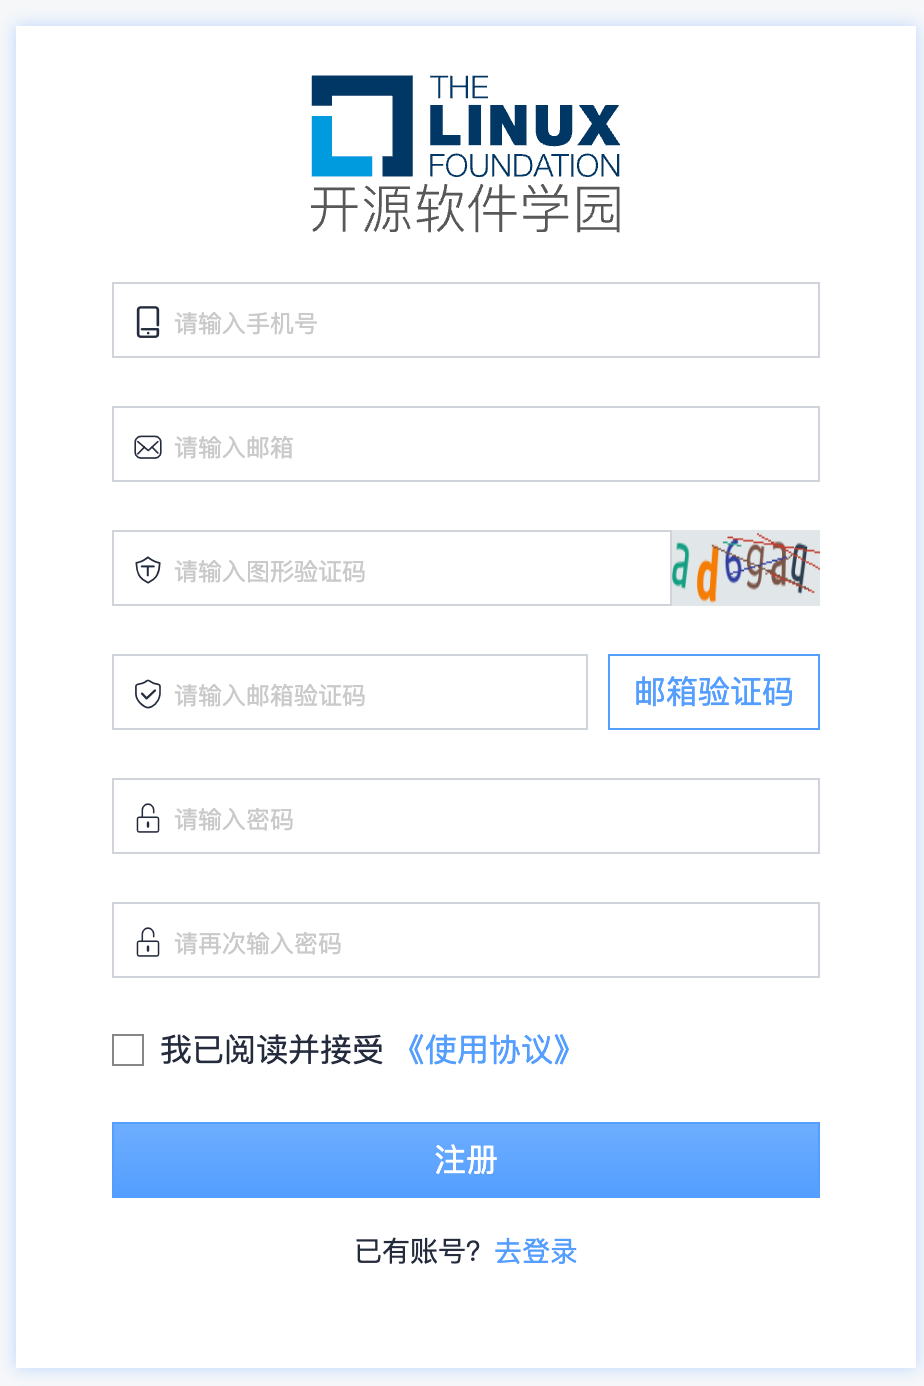 THE
LINUX
FOUNDATION
开源软件学园
请输入手机号
请输入邮箱
请输入图形验证码 ad6gaq
请输入邮箱验证码 邮箱验证码
请输入密码
请再次输入密码
我已阅读并接受 《使用协议》
注册
已有账号? 去登录